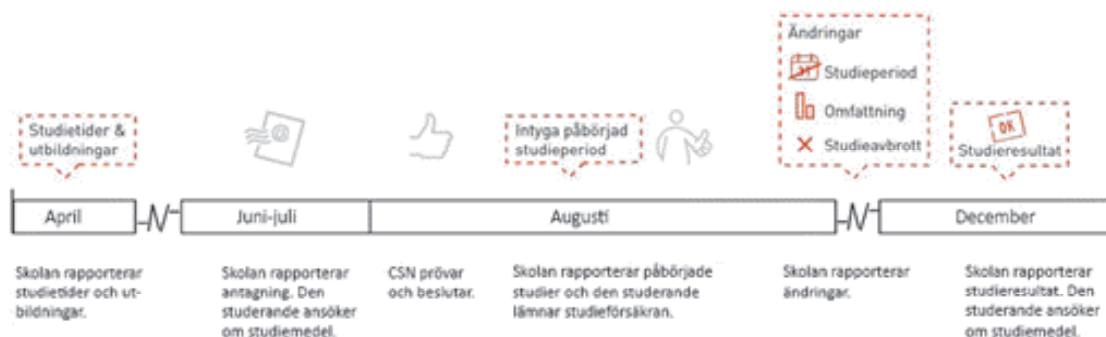 Ändringar
Studieperiod
Omfattning
Studieavbrott
Studietider &
utbildningar
Intyga påbörjad
studieperiod
OK
Studieresultat
April
Juni-juli
Augusti
December
Skolan rapporterar
studietider och ut-
bildningar.
Skolan rapporterar
antagning. Den
studerande ansöker
om studiemedel.
CSN prövar
och beslutar.
Skolan rapporterar påbörjade
studier och den studerande
lämnar studieförsäkran.
Skolan rapporterar
ändringar.
Skolan rapporterar
studieresultat. Den
studerande ansöker
om studiemedel.